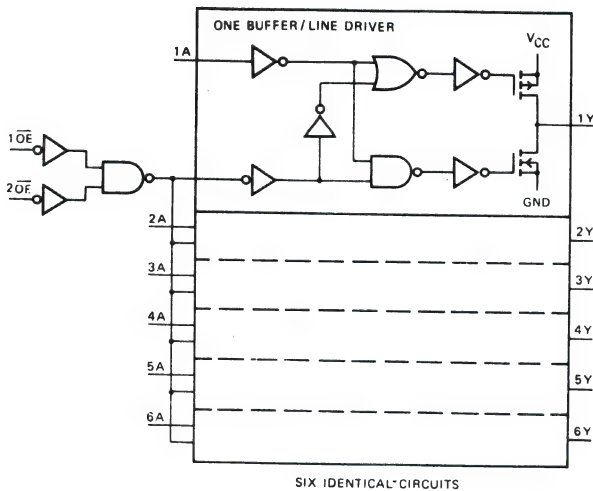 ONE BUFFER/LINE DRIVER
VCC
1A
1Y
1OE
2OE
GND
2A
2Y
3A
3Y
4A
4Y
5A
5Y
6A
6Y
SIX IDENTICAL CIRCUITS